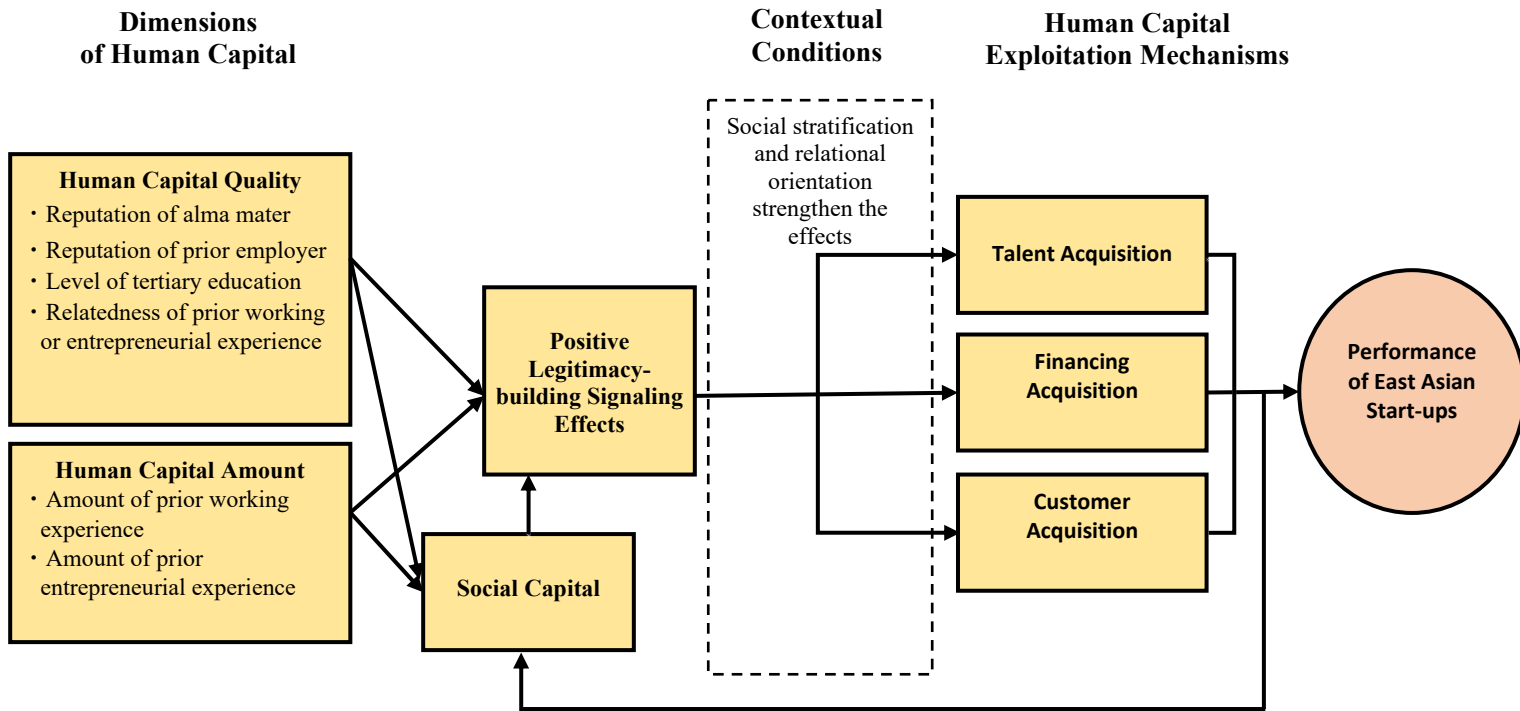 Dimensions
of Human Capital
Contextual
Conditions
Human Capital
Exploitation Mechanisms
Human Capital Quality
・Reputation of alma mater
・Reputation of prior employer
・Level of tertiary education
・Relatedness of prior working
or entrepreneurial experience
Human Capital Amount
・Amount of prior working
experience
・Amount of prior
entrepreneurial experience
Positive
Legitimacy-
building Signaling
Effects
Social Capital
Social stratification
and relational
orientation
strengthen the
effects
Talent Acquisition
Financing
Acquisition
Customer
Acquisition
Performance
of East Asian
Start-ups